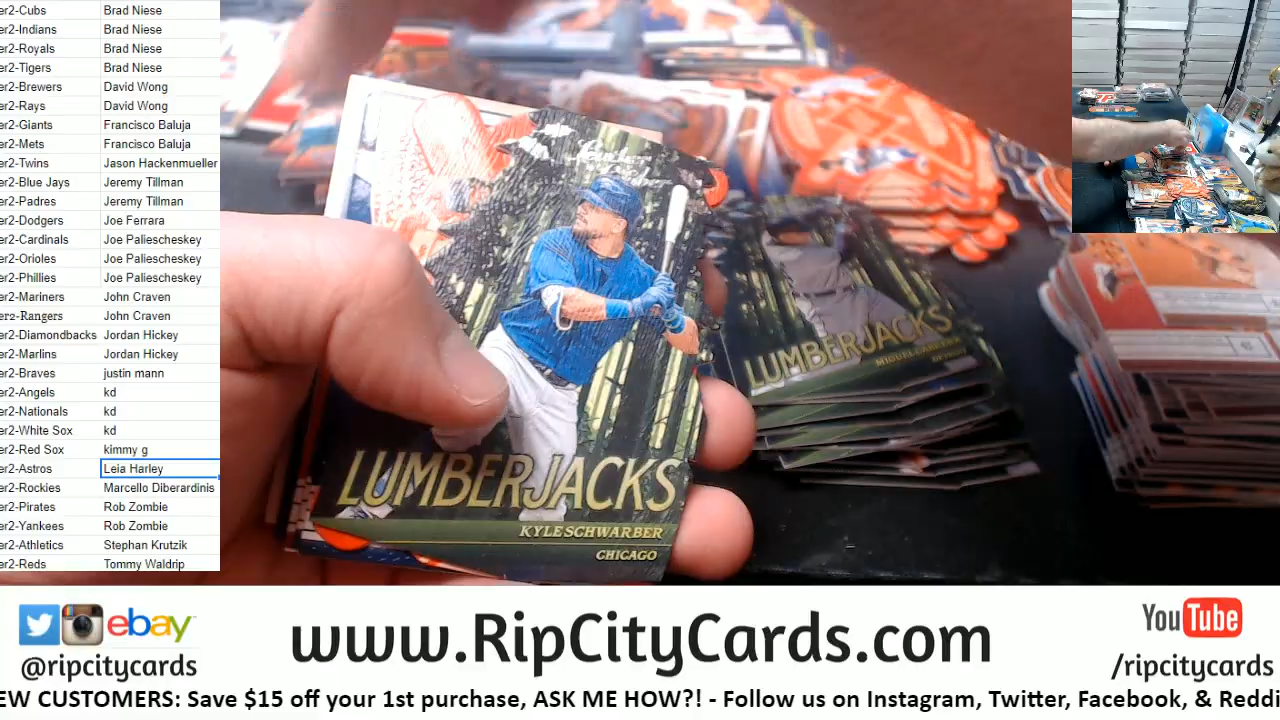 er2-Cubs Brad Niese
er2-Indians Brad Niese
er2-Royals Brad Niese
er2-Tigers Brad Niese
er2-Brewers David Wong
er2-Rays David Wong
er2-Giants Francisco Baluja
er2-Mets Francisco Baluja
er2-Twins Jason Hackenmueller
er2-Blue Jays Jeremy Tillman
er2-Padres Jeremy Tillman
er2-Dodgers Joe Ferrara
er2-Cardinals Joe Paliescheskey
er2-Orioles Joe Paliescheskey
er2-Phillies Joe Paliescheskey
er2-Mariners John Craven
er2-Rangers John Craven
er2-Diamondbacks Jordan Hickey
er2-Marlins Jordan Hickey
er2-Braves justin mann
er2-Angels kd
er2-Nationals kd
er2-White Sox kd
er2-Red Sox kimmy g
er2-Astros Leia Harley
er2-Rockies Marcello Diberardinis
er2-Pirates Rob Zombie
er2-Yankees Rob Zombie
er2-Athletics Stephan Krutzik
er2-Reds Tommy Waldrip
LUMBERJACKS
KYLE SCHWARBER
CHICAGO
LUMBERJACKS
MIGUEL CABRERA
DETROIT
ebay
@ripcitycards
www.RipCityCards.com
YouTube
/ripcitycards
EW CUSTOMERS: Save $15 off your 1st purchase, ASK ME HOW?! - Follow us on Instagram, Twitter, Facebook, & Reddi